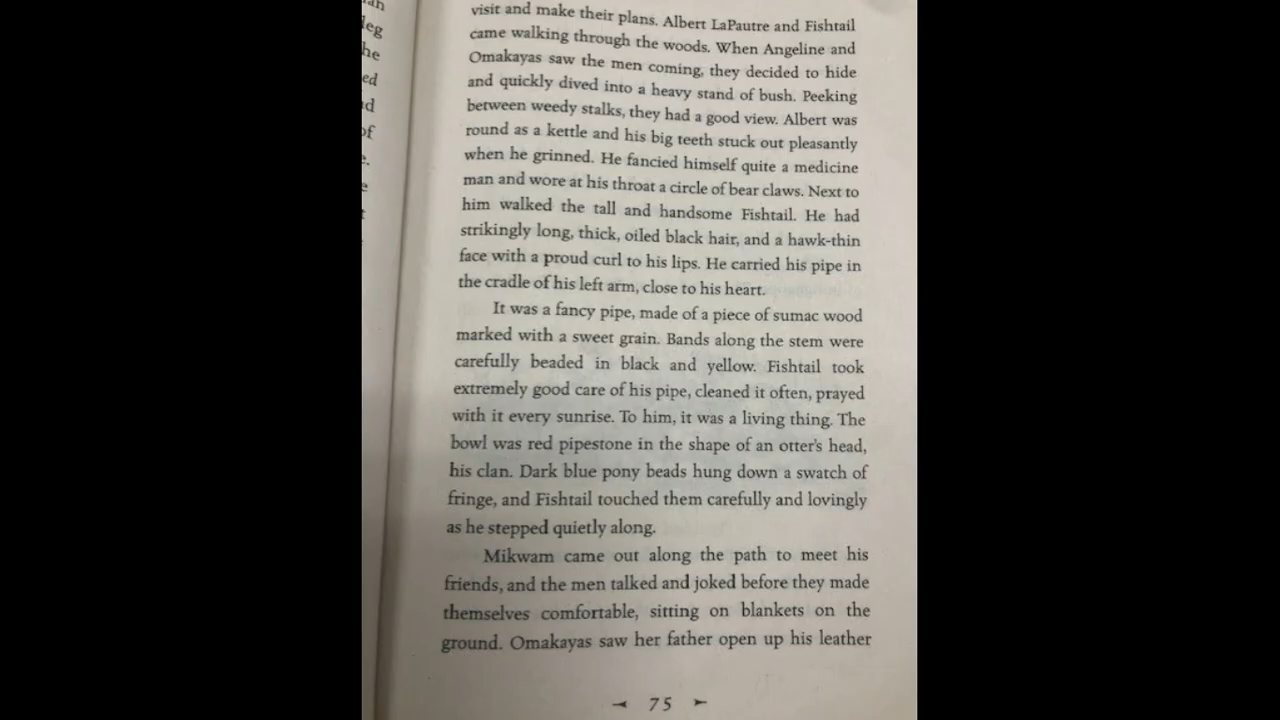 an
leg
he
ed
d
of
e.
e
t
visit and make their plans. Albert LaPautre and Fishtail
came walking through the woods. When Angeline and
Omakayas saw the men coming, they decided to hide
and quickly dived into a heavy stand of bush. Peeking
between weedy stalks, they had a good view. Albert was
round as a kettle and his big teeth stuck out pleasantly
when he grinned. He fancied himself quite a medicine
man and wore at his throat a circle of bear claws. Next to
him walked the tall and handsome Fishtail. He had
strikingly long, thick, oiled black hair, and a hawk-thin
face with a proud curl to his lips. He carried his pipe in
the cradle of his left arm, close to his heart.
It was a fancy pipe, made of a piece of sumac wood
marked with a sweet grain. Bands along the stem were
carefully beaded in black and yellow. Fishtail took
extremely good care of his pipe, cleaned it often, prayed
with it every sunrise. To him, it was a living thing. The
bowl was red pipestone in the shape of an otter's head,
his clan. Dark blue pony beads hung down a swatch of
fringe, and Fishtail touched them carefully and lovingly
as he stepped quietly along.
Mikwam came out along the path to meet his
friends, and the men talked and joked before they made
themselves comfortable, sitting on blankets on the
ground. Omakayas saw her father open up his leather
75